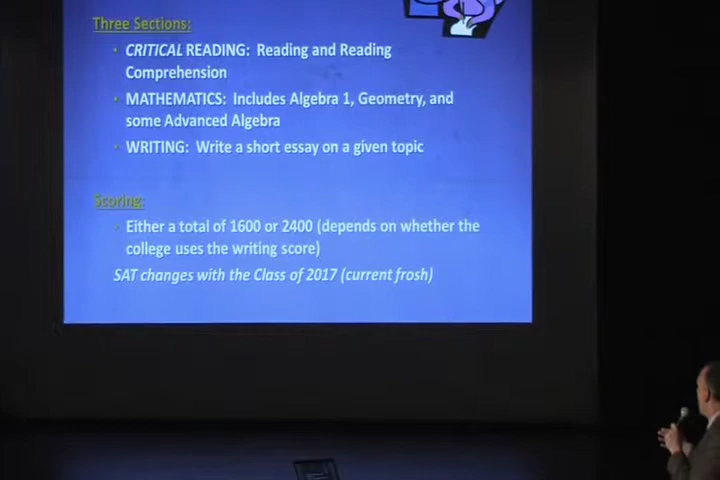 Three Sections:
CRITICAL READING: Reading and Reading
Comprehension
MATHEMATICS: Includes Algebra 1, Geometry, and
some Advanced Algebra
WRITING: Write a short essay on a given topic
Scoring:
Either a total of 1600 or 2400 (depends on whether the
college uses the writing score)
SAT changes with the Class of 2017 (current frosh)